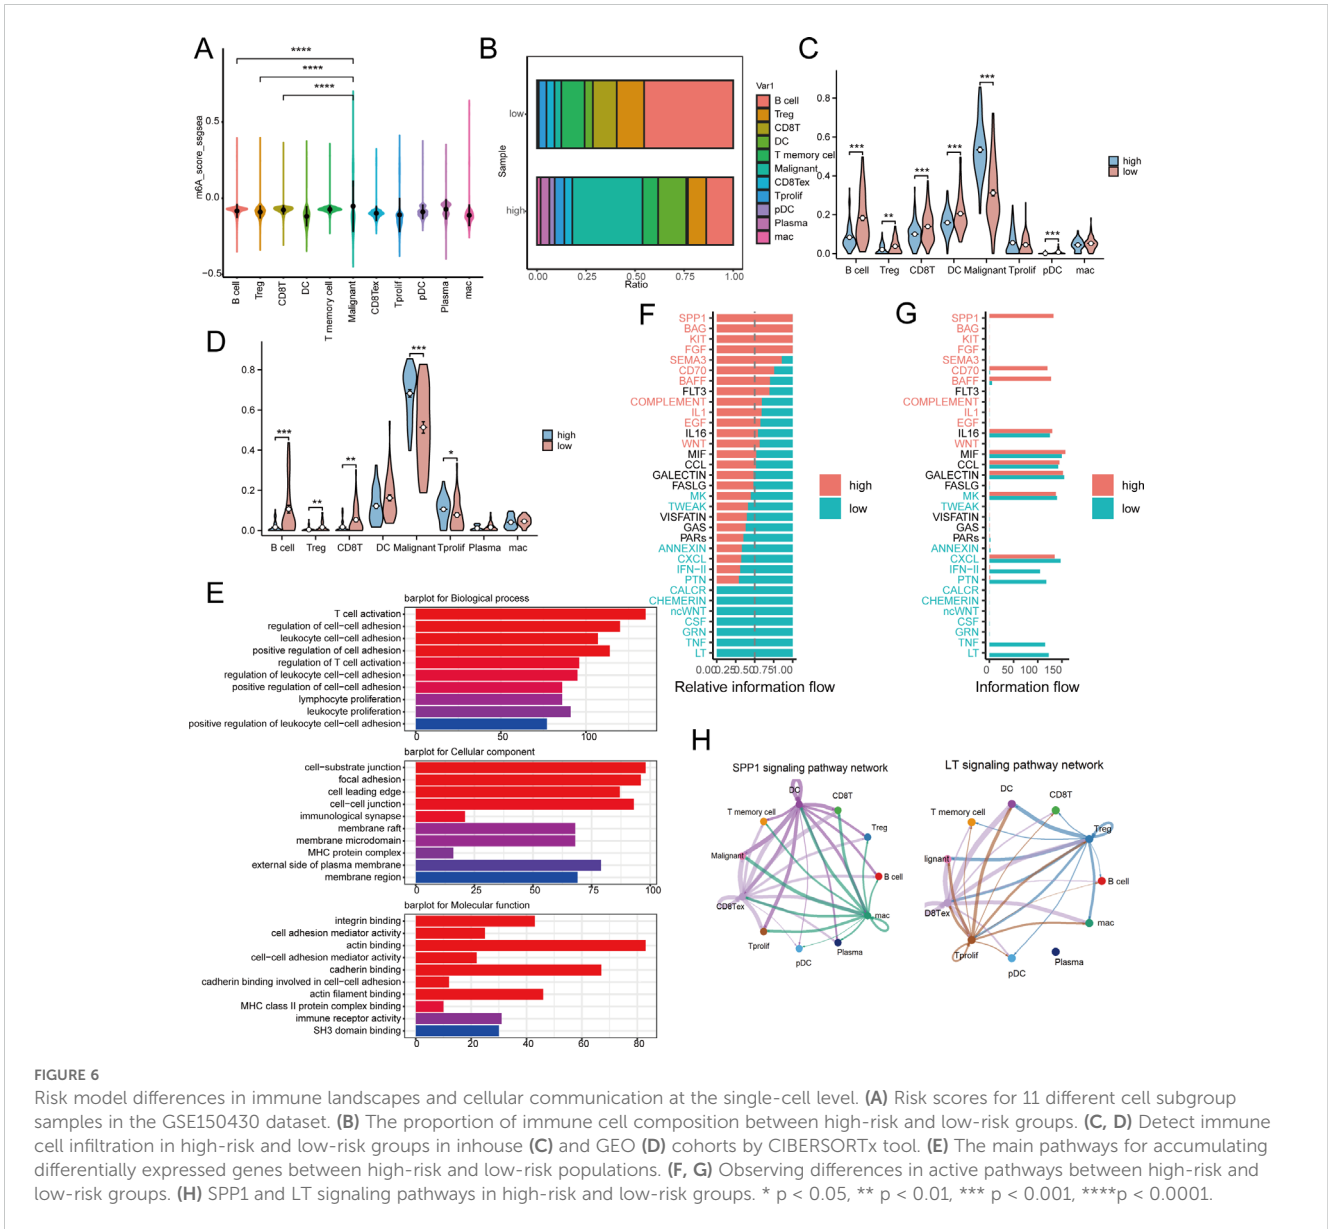 A
****
****
****
m6A_score_ssgsea
0.5
0.0
−0.5
B cell
Treg
CD8T
DC
T memory cell
Malignant
CD8Tex
Tprolif
pDC
Plasma
mac
B
Sample
low
high
0.00
0.25
0.50
0.75
1.00
Ratio
Var1
B cell
Treg
CD8T
DC
T memory cell
Malignant
CD8Tex
Tprolif
pDC
Plasma
mac
C
0.8
0.6
0.4
0.2
0.0
***
**
***
***
***
***
B cell
Treg
CD8T
DC
Malignant
Tprolif
pDC
mac
high
low
D
0.8
0.6
0.4
0.2
0.0
***
**
**
***
*
B cell
Treg
CD8T
DC
Malignant
Tprolif
Plasma
mac
high
low
E
barplot for Biological process
T cell activation
regulation of cell−cell adhesion
leukocyte cell−cell adhesion
positive regulation of cell adhesion
regulation of T cell activation
regulation of leukocyte cell−cell adhesion
positive regulation of cell−cell adhesion
lymphocyte proliferation
leukocyte proliferation
positive regulation of leukocyte cell−cell adhesion
0
50
100
barplot for Cellular component
cell−substrate junction
focal adhesion
cell leading edge
cell−cell junction
immunological synapse
membrane raft
membrane microdomain
MHC protein complex
external side of plasma membrane
membrane region
0
25
50
75
100
barplot for Molecular function
integrin binding
cell adhesion mediator activity
actin binding
cell−cell adhesion mediator activity
cadherin binding
cadherin binding involved in cell−cell adhesion
actin filament binding
MHC class II protein complex binding
immune receptor activity
SH3 domain binding
0
20
40
60
80
F
SPP1
BAG
KIT
FGF
SEMA3
CD70
BAFF
FLT3
COMPLEMENT
IL1
EGF
IL16
WNT
MIF
CCL
GALECTIN
FASLG
MK
TWEAK
VISFATIN
GAS
PARs
ANNEXIN
CXCL
IFN−II
PTN
CALCR
CHEMERIN
ncWNT
CSF
GRN
TNF
LT
0.00
0.25
0.50
0.75
1.00
Relative information flow
high
low
G
SPP1
BAG
KIT
FGF
SEMA3
CD70
BAFF
FLT3
COMPLEMENT
IL1
EGF
IL16
WNT
MIF
CCL
GALECTIN
FASLG
MK
TWEAK
VISFATIN
GAS
PARs
ANNEXIN
CXCL
IFN−II
PTN
CALCR
CHEMERIN
ncWNT
CSF
GRN
TNF
LT
0
50
100
150
Information flow
high
low
H
SPP1 signaling pathway network
DC
CD8T
T memory cell
Treg
Malignant
B cell
CD8Tex
mac
Tprolif
Plasma
pDC
LT signaling pathway network
DC
CD8T
T memory cell
Treg
lignant
B cell
D8Tex
mac
Tprolif
Plasma
pDC
FIGURE 6
Risk model differences in immune landscapes and cellular communication at the single-cell level. (A) Risk scores for 11 different cell subgroup
samples in the GSE150430 dataset. (B) The proportion of immune cell composition between high-risk and low-risk groups. (C, D) Detect immune
cell infiltration in high-risk and low-risk groups in inhouse (C) and GEO (D) cohorts by CIBERSORTx tool. (E) The main pathways for accumulating
differentially expressed genes between high-risk and low-risk populations. (F, G) Observing differences in active pathways between high-risk and
low-risk groups. (H) SPP1 and LT signaling pathways in high-risk and low-risk groups. * p < 0.05, ** p < 0.01, *** p < 0.001, ****p < 0.0001.